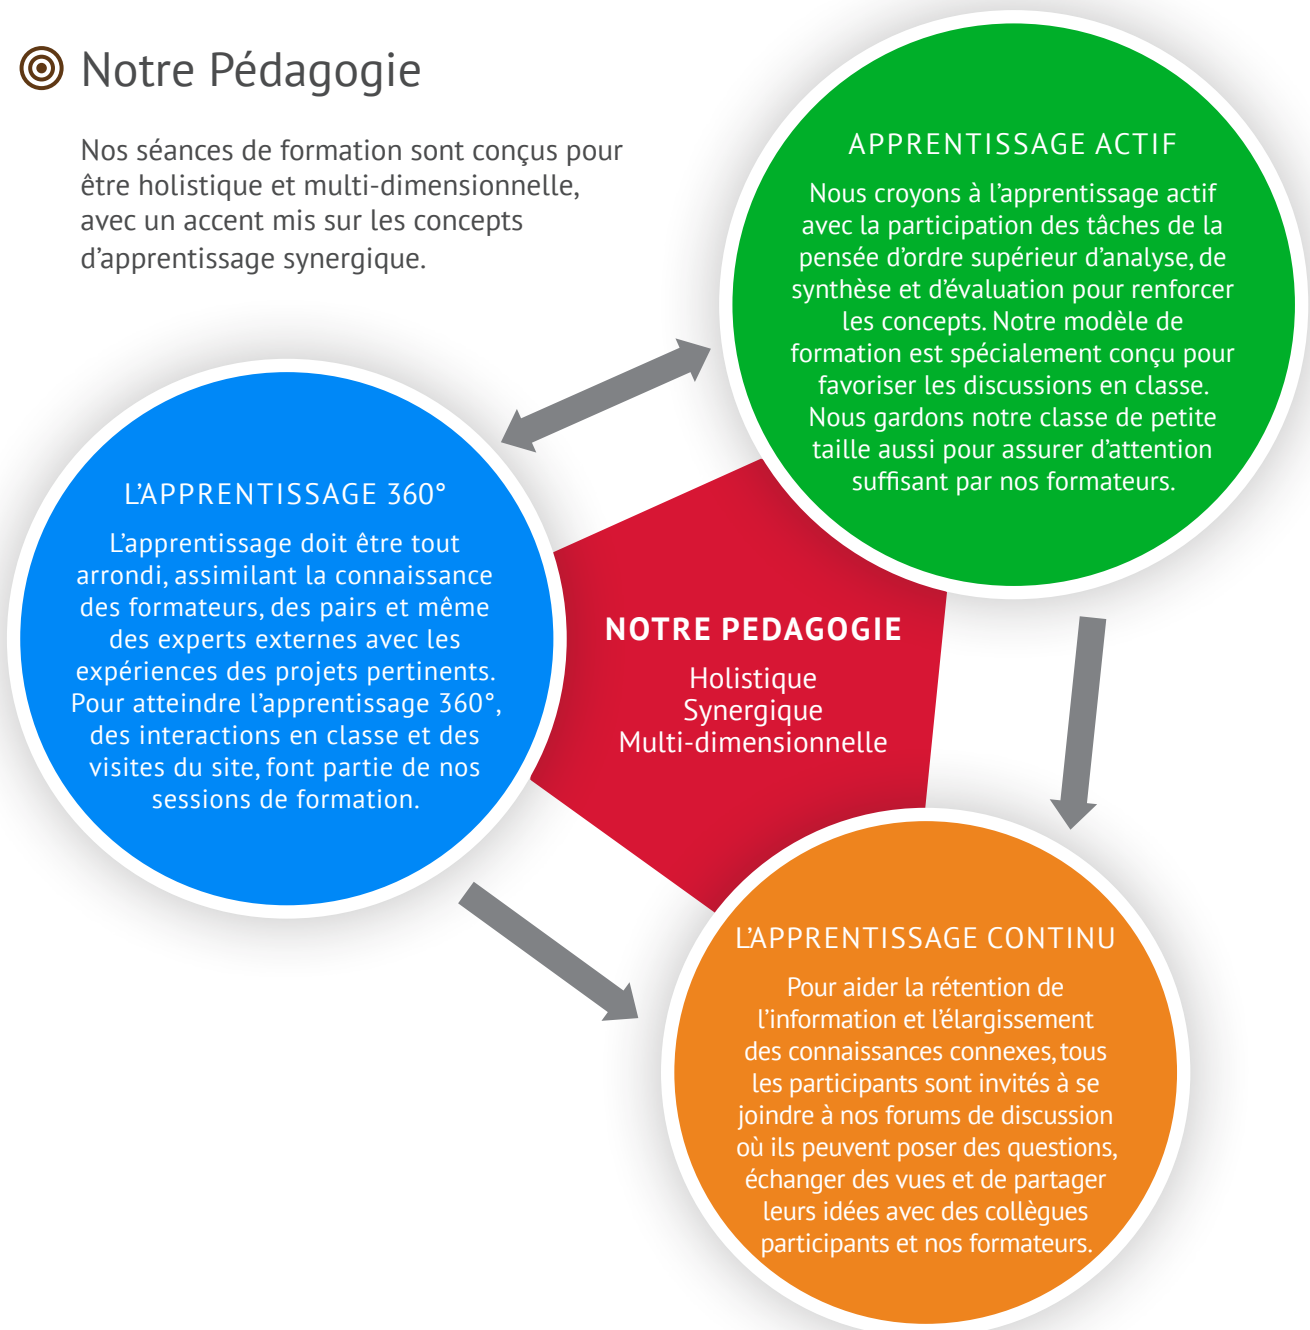 Notre Pédagogie
Nos séances de formation sont conçus pour
être holistique et multi-dimensionnelle,
avec un accent mis sur les concepts
d’apprentissage synergique.
APPRENTISSAGE ACTIF
Nous croyons à l’apprentissage actif
avec la participation des tâches de la
pensée d’ordre supérieur d’analyse, de
synthèse et d’évaluation pour renforcer
les concepts. Notre modèle de
formation est spécialement conçu pour
favoriser les discussions en classe.
Nous gardons notre classe de petite
taille aussi pour assurer d’attention
suffisant par nos formateurs.
L’APPRENTISSAGE 360°
L’apprentissage doit être tout
arrondi, assimilant la connaissance
des formateurs, des pairs et même
des experts externes avec les
expériences des projets pertinents.
Pour atteindre l’apprentissage 360°,
des interactions en classe et des
visites du site, font partie de nos
sessions de formation.
NOTRE PEDAGOGIE
Holistique
Synergique
Multi-dimensionnelle
L’APPRENTISSAGE CONTINU
Pour aider la rétention de
l’information et l’élargissement
des connaissances connexes, tous
les participants sont invités à se
joindre à nos forums de discussion
où ils peuvent poser des questions,
échanger des vues et de partager
leurs idées avec des collègues
participants et nos formateurs.